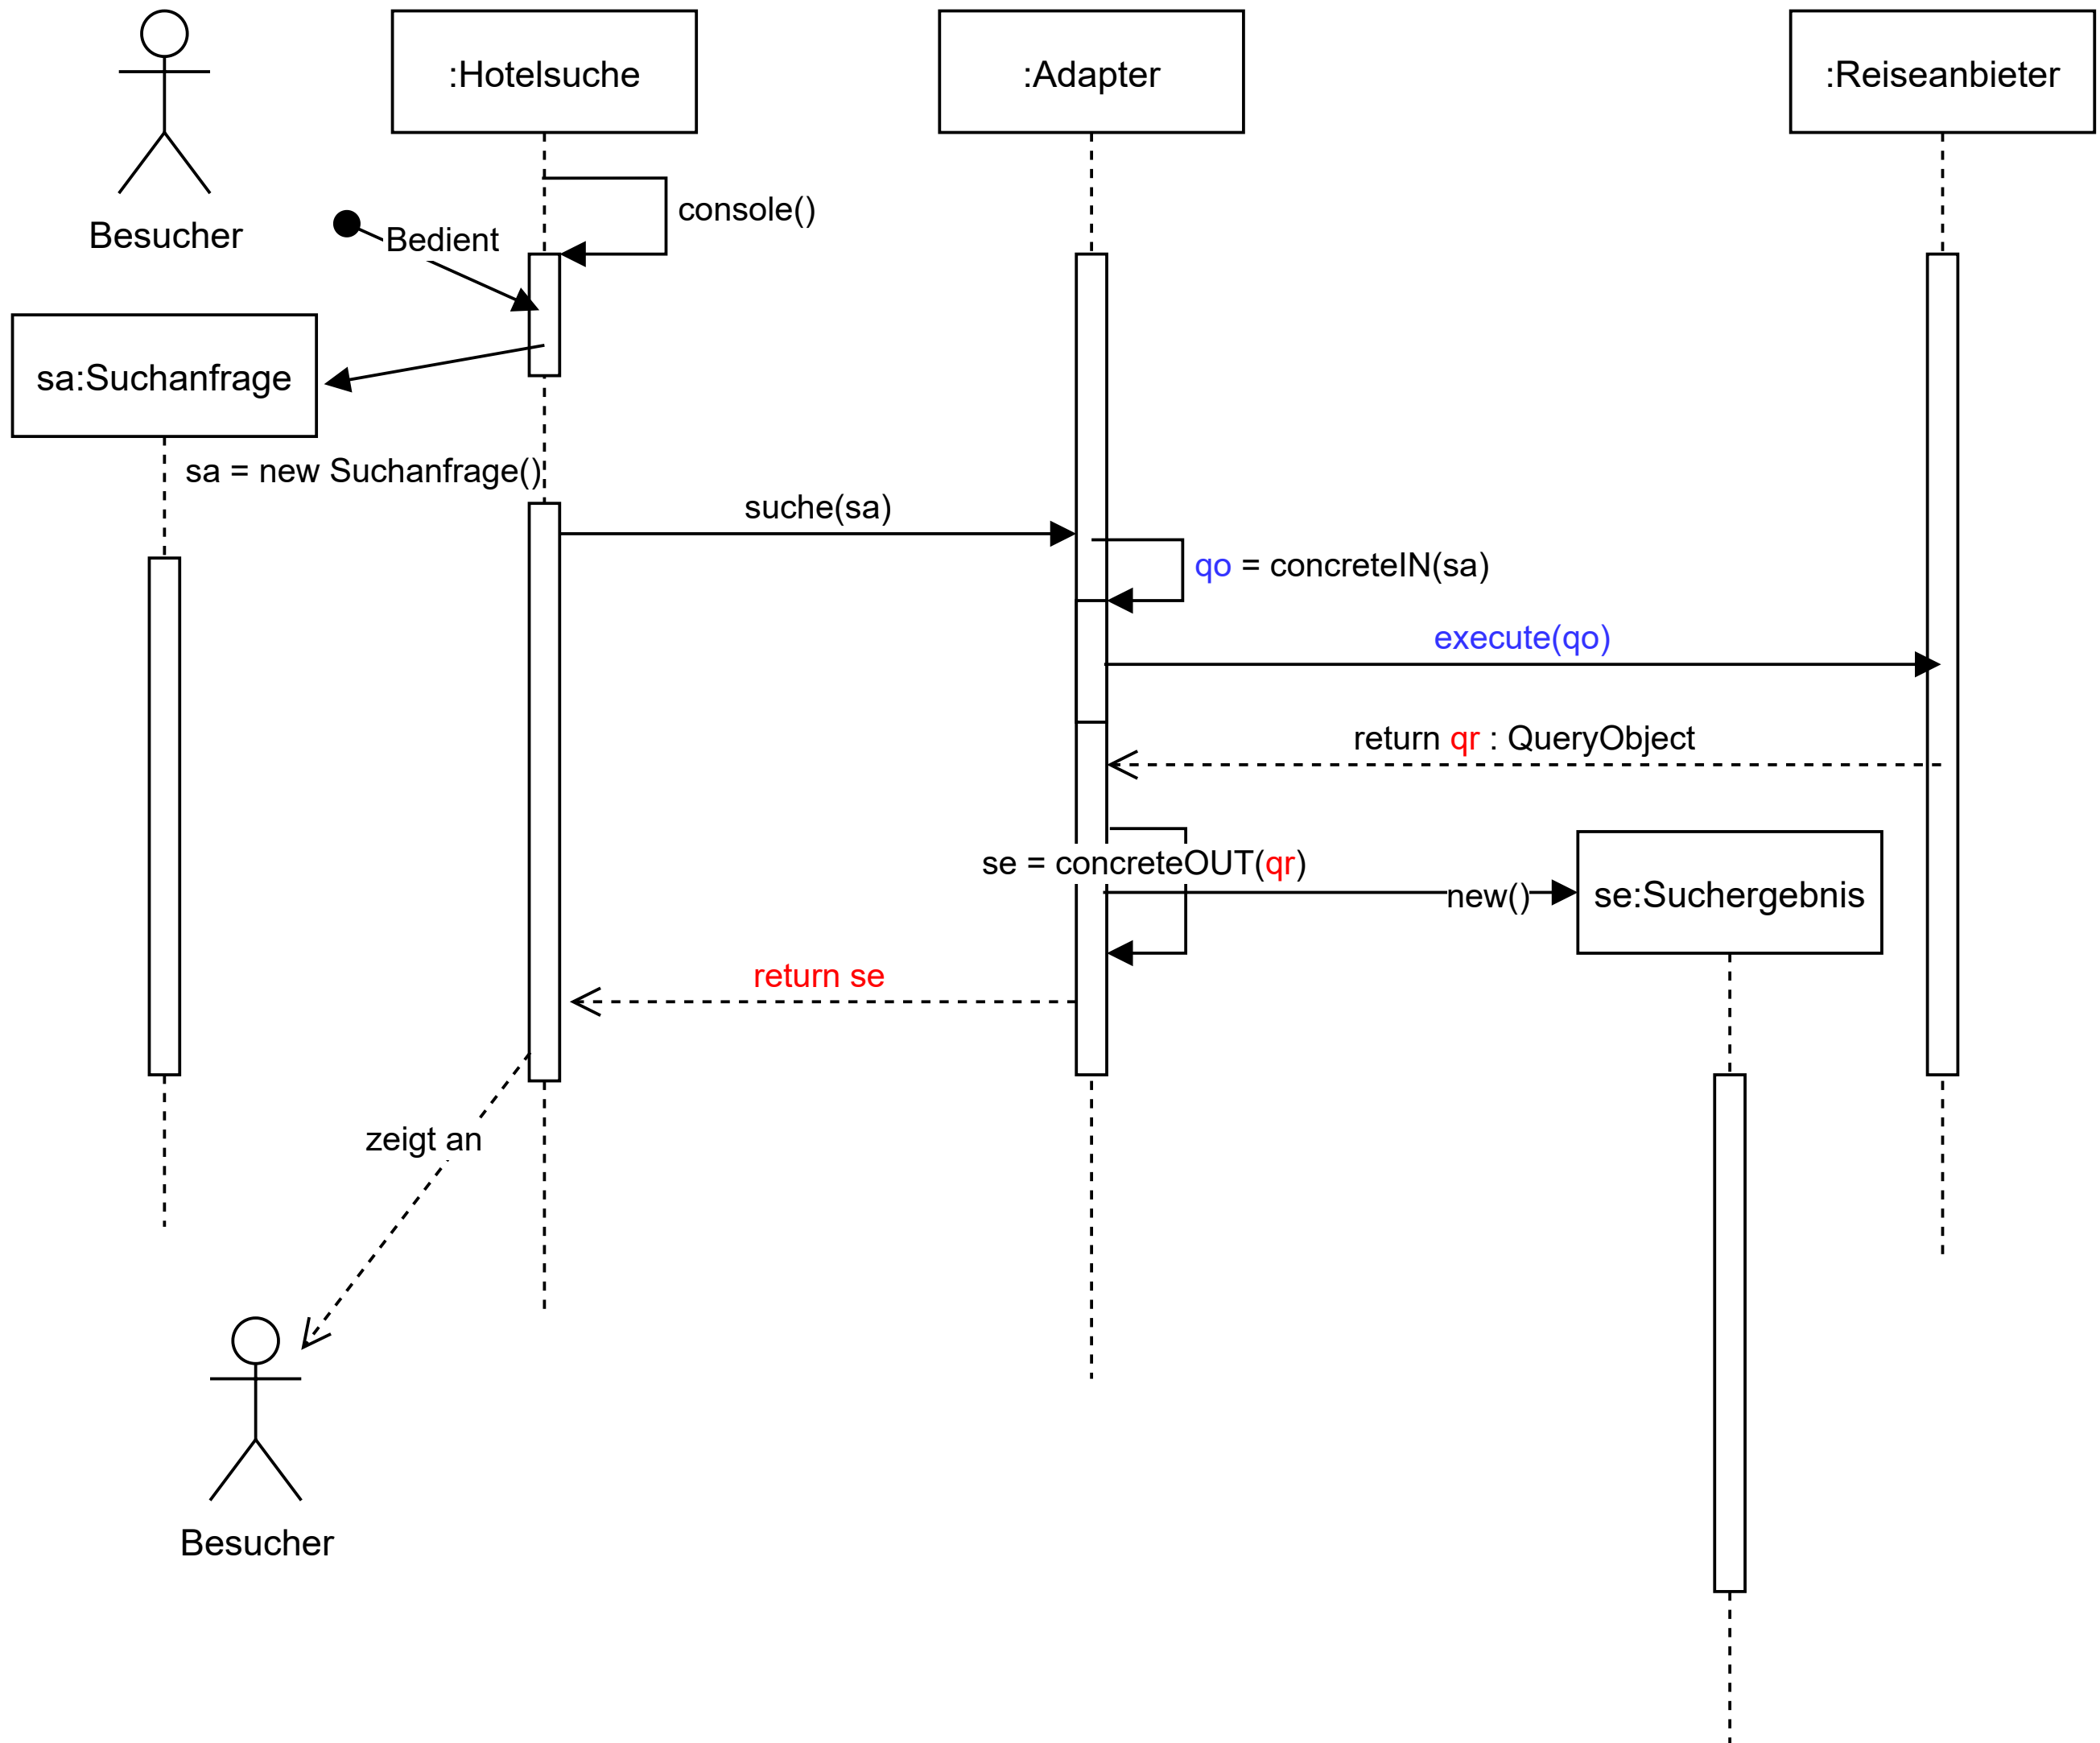 :Hotelsuche
:Adapter
:Reiseanbieter
Besucher
console()
Bedient
sa:Suchanfrage
sa = new Suchanfrage()
suche(sa)
qo = concreteIN(sa)
execute(qo)
return qr : QueryObject
se = concreteOUT(qr)
new()
se:Suchergebnis
return se
zeigt an
Besucher